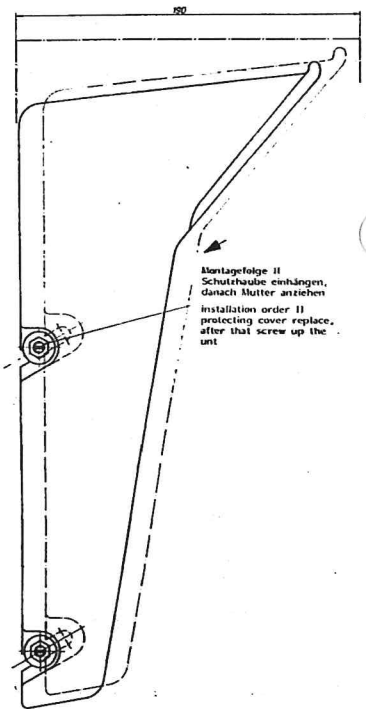 190
Montagefolge II
Schutzhaube einhängen,
danach Mutter anziehen
installation order II
protecting cover replace,
after that screw up the
unt